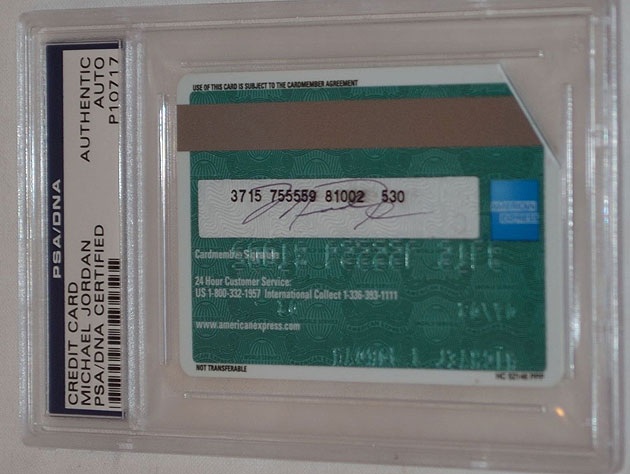 PSA/DNA
CREDIT CARD
MICHAEL JORDAN
PSA/DNA CERTIFIED
AUTHENTIC
AUTO
P10717
USE OF THIS CARD IS SUBJECT TO THE CARDMEMBER AGREEMENT
3715 755559 81002 530
AMERICAN
EXPRESS
Cardmember Signature
24 Hour Customer Service:
US 1-800-332-1957 International Collect 1-336-393-1111
www.americanexpress.com
NOT TRANSFERABLE